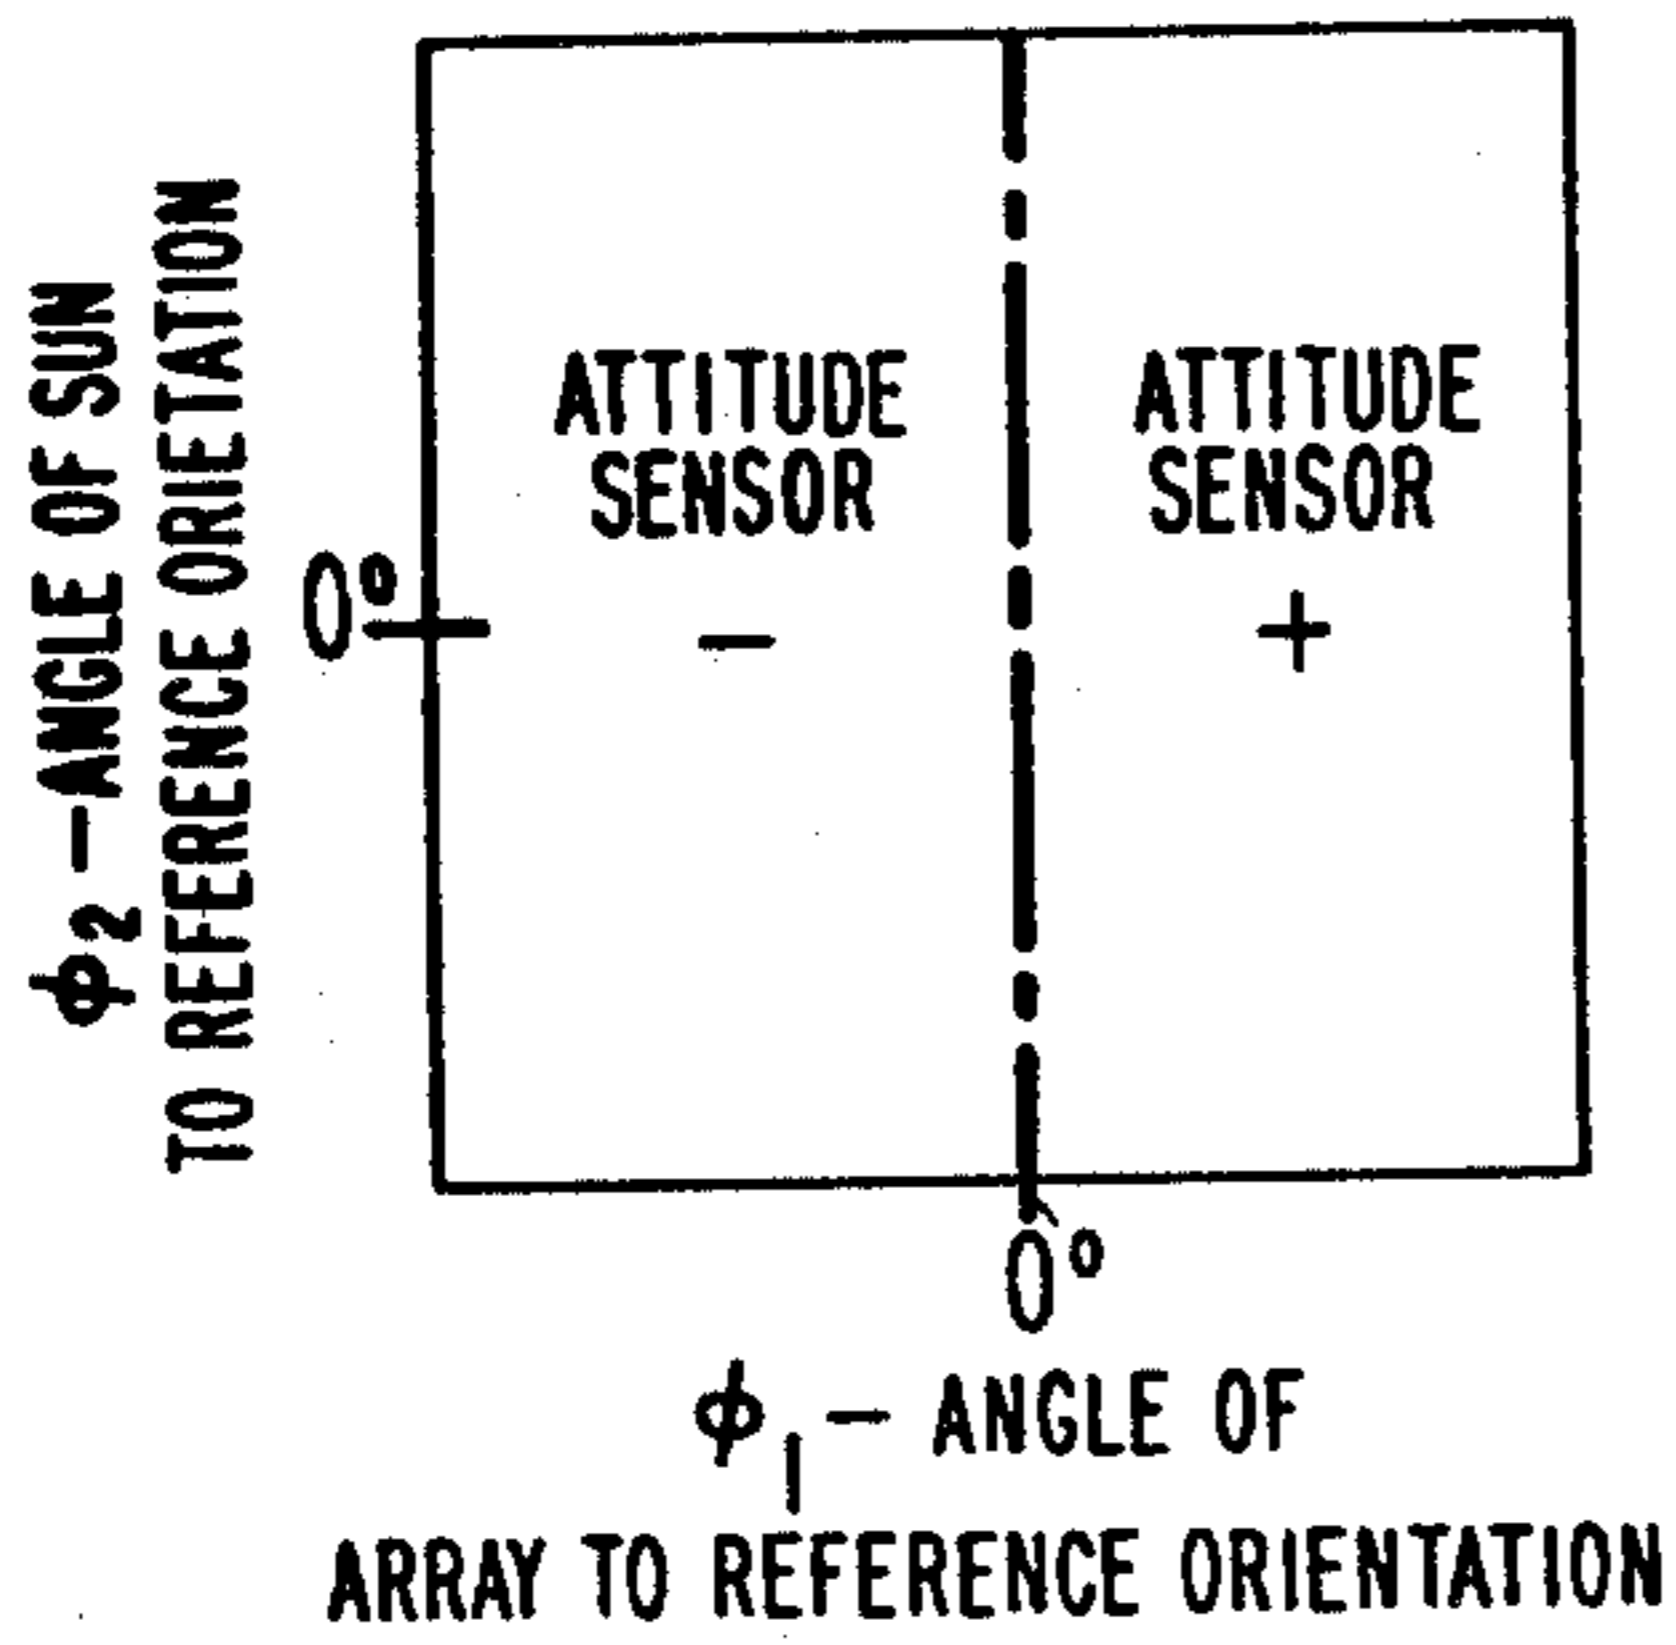 ϕ2 — ANGLE OF SUN
TO REFERENCE ORIETATION
0°
ATTITUDE
SENSOR
—
ATTITUDE
SENSOR
+
0°
ϕ1 — ANGLE OF
ARRAY TO REFERENCE ORIENTATION